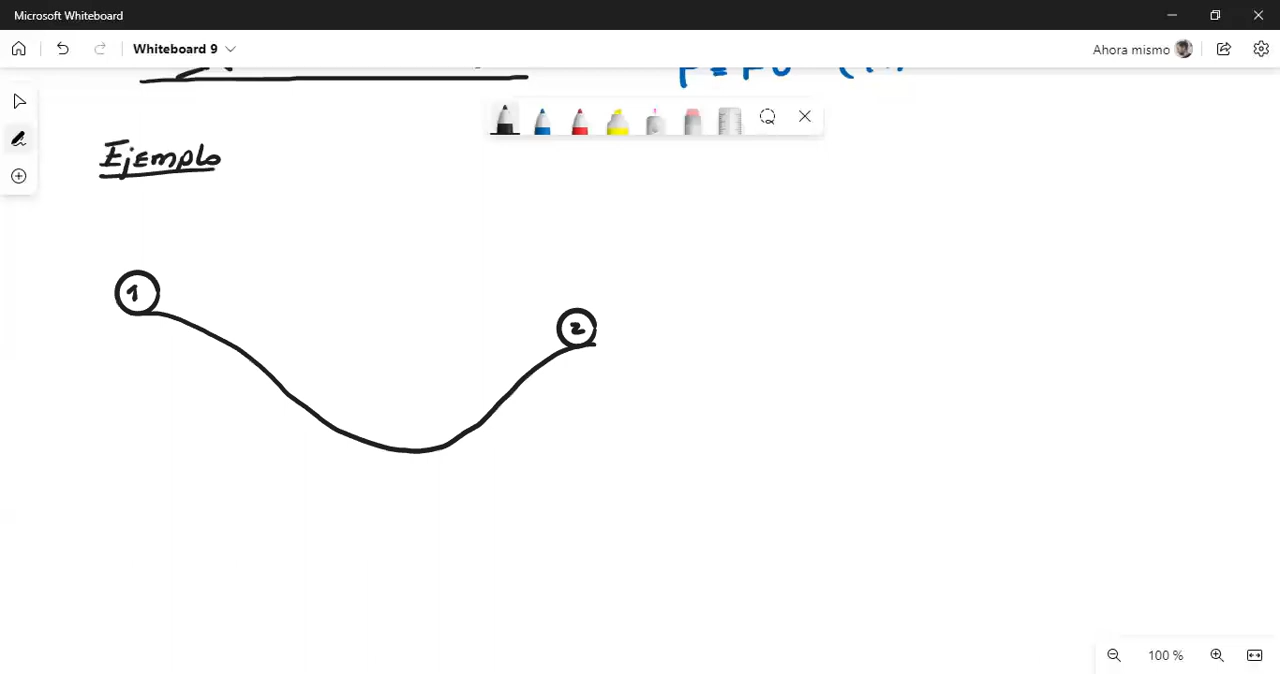 Microsoft Whiteboard
Whiteboard 9
Ahora mismo
Ejemplo
1
2
100 %